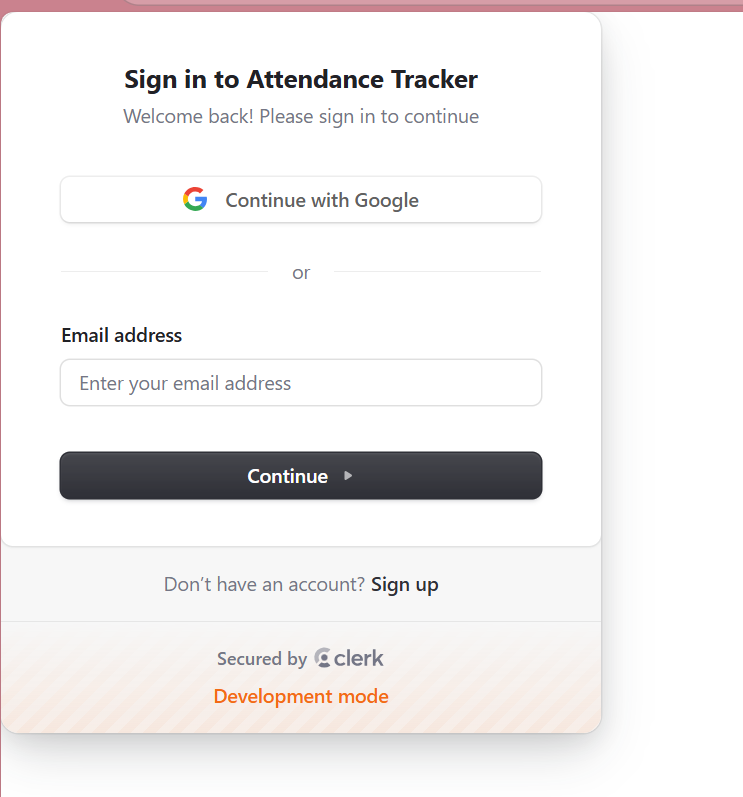 Sign in to Attendance Tracker
Welcome back! Please sign in to continue
Continue with Google
or
Email address
Enter your email address
Continue
Don’t have an account? Sign up
Secured by clerk
Development mode